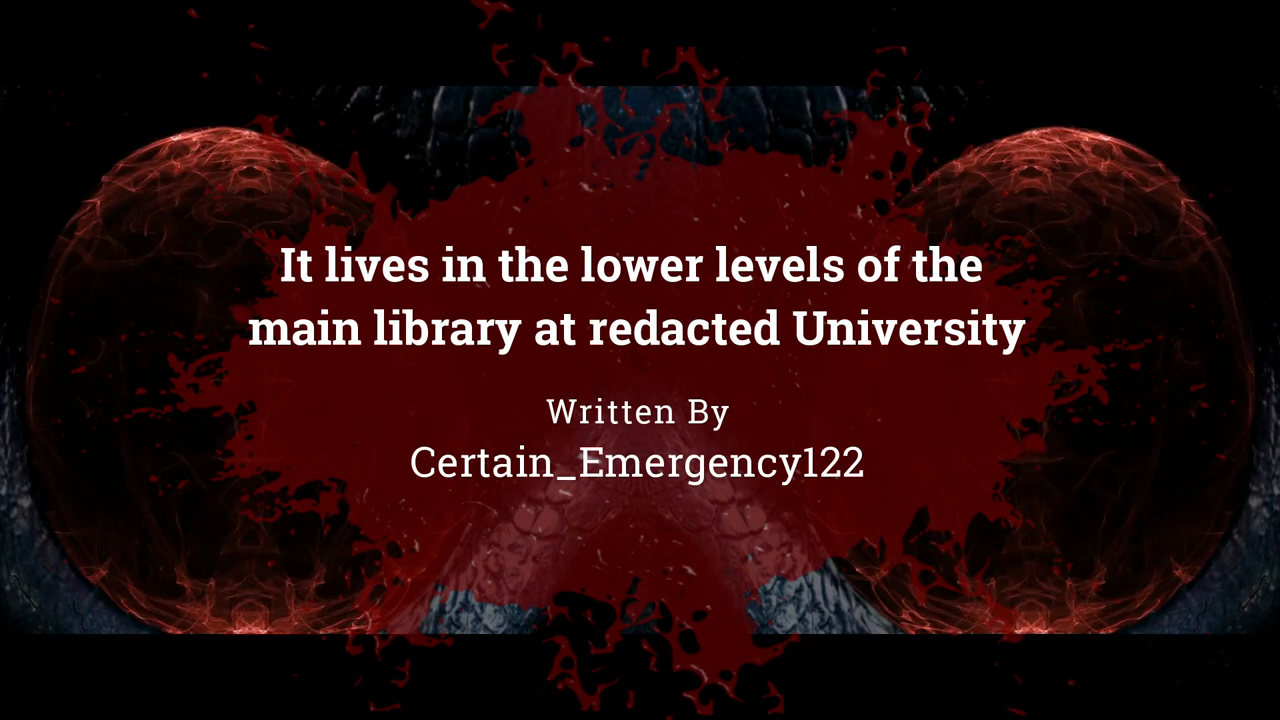 It lives in the lower levels of the
main library at redacted University
Written By
Certain_Emergency122